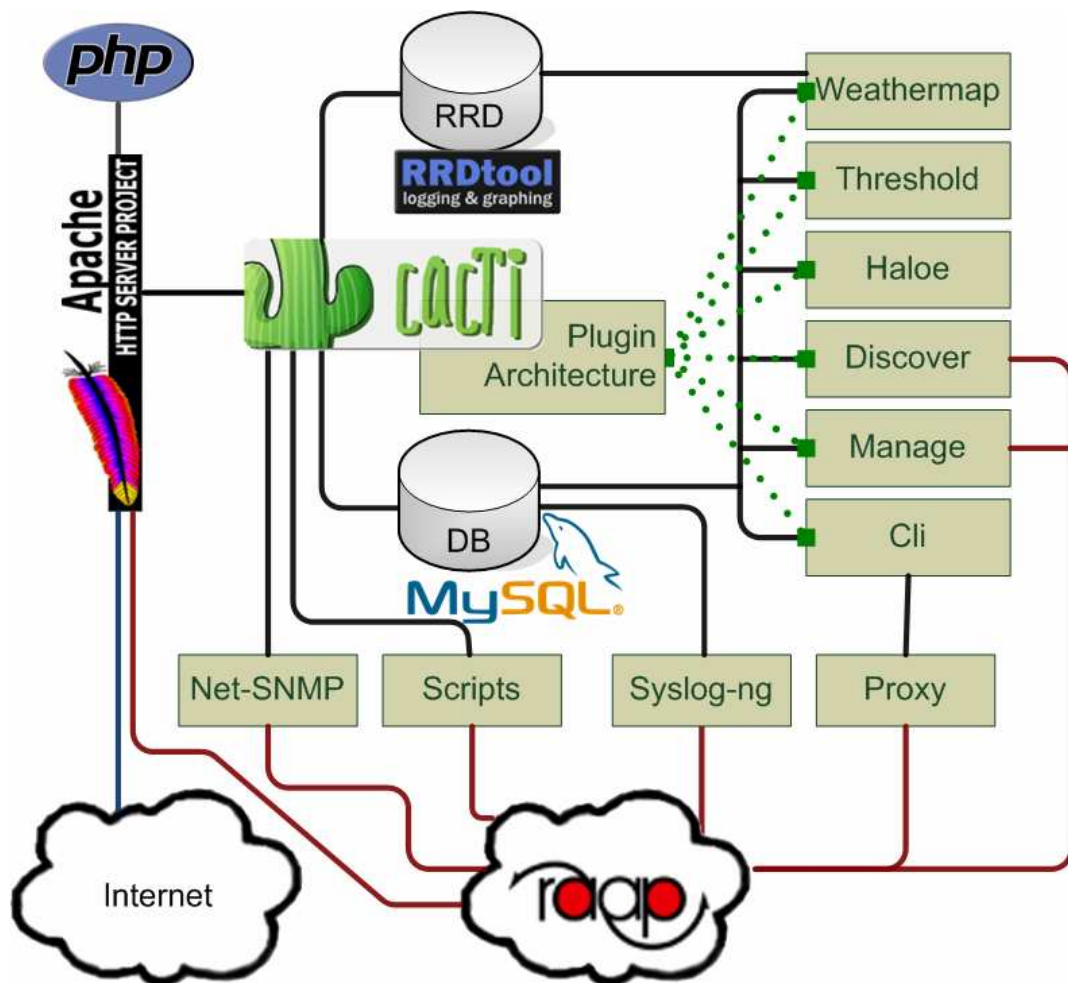 php
RRD
RRDtool
logging & graphing
Apache
HTTP SERVER PROJECT
cacti
Plugin
Architecture
Weathermap
Threshold
Haloe
Discover
Manage
Cli
DB
MySQL®
Net-SNMP
Scripts
Syslog-ng
Proxy
Internet
raap